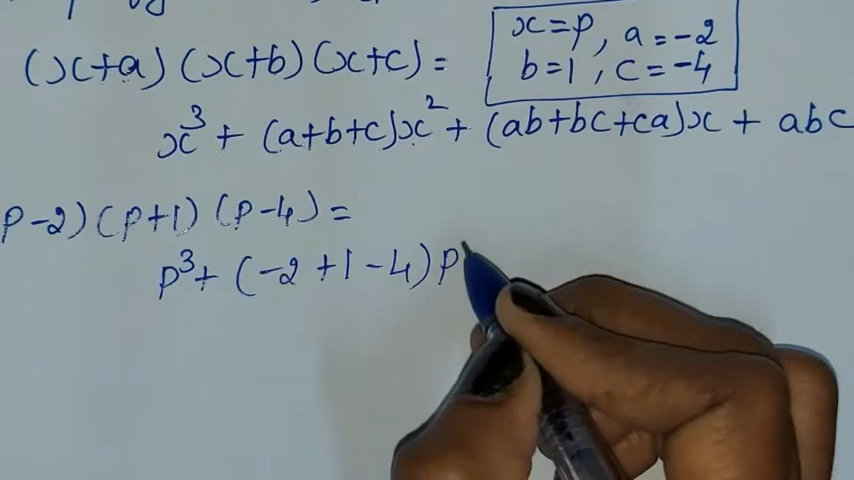 (x+a) (x+b) (x+c) =
x=p, a=-2
b=1, c=-4
x³ + (a+b+c)x² + (ab+bc+ca)x + abc
p-2)(p+1) (p-4) =
p³+ (-2 +1-4) p